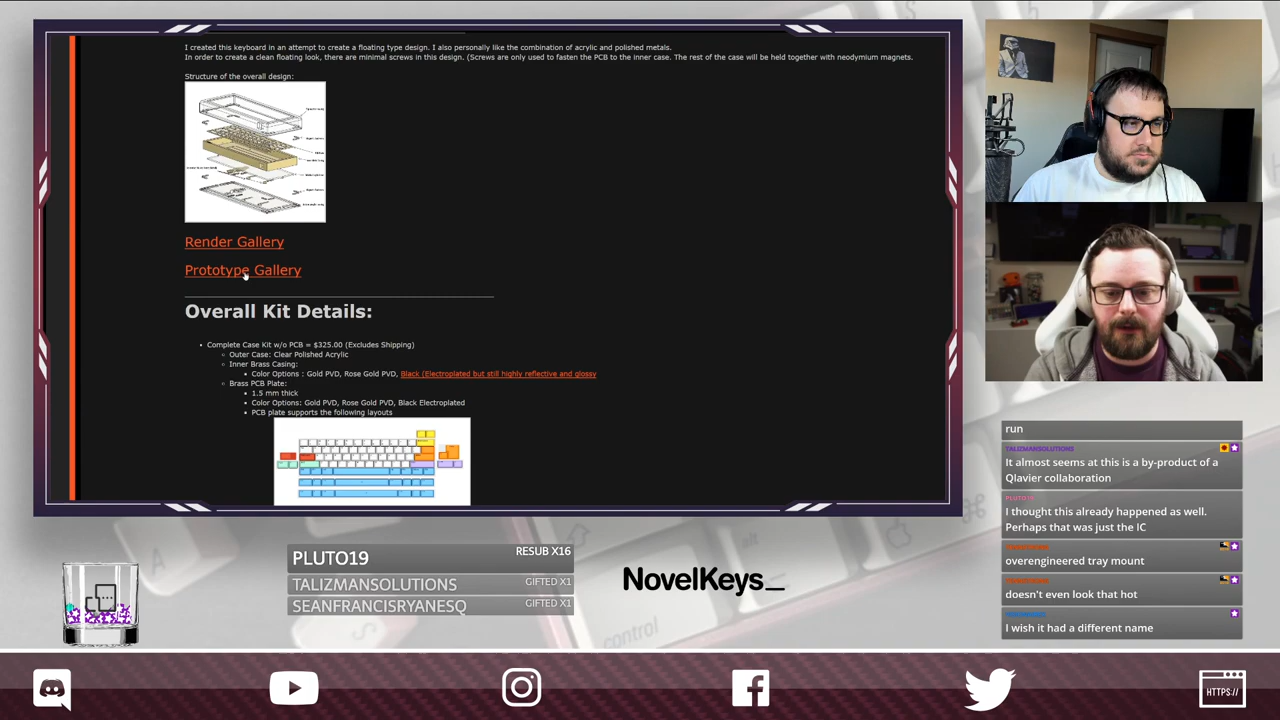 I created this keyboard in an attempt to create a floating type design. I also personally like the combination of acrylic and polished metals.
In order to create a clean floating look, there are minimal screws in this design. (Screws are only used to fasten the PCB to the inner case. The rest of the case will be held together with neodymium magnets.
Structure of the overall design:
Render Gallery
Prototype Gallery
Overall Kit Details:
Complete Case Kit w/o PCB = $325.00 (Excludes Shipping)
Outer Case: Clear Polished Acrylic
Inner Brass Casing:
Color Options : Gold PVD, Rose Gold PVD, Black (Electroplated but still highly reflective and glossy
Brass PCB Plate:
1.5 mm thick
Color Options: Gold PVD, Rose Gold PVD, Black Electroplated
PCB plate supports the following layouts
run
TALIZMANSOLUTIONS
It almost seems at this is a by-product of a
Qlavier collaboration
PLUTO19
I thought this already happened as well.
Perhaps that was just the IC
overengineered tray mount
doesn't even look that hot
I wish it had a different name
PLUTO19 RESUB X16
TALIZMANSOLUTIONS GIFTED X1
SEANFRANCISRYANESQ GIFTED X1
NovelKeys_
alt
control
HTTPS://